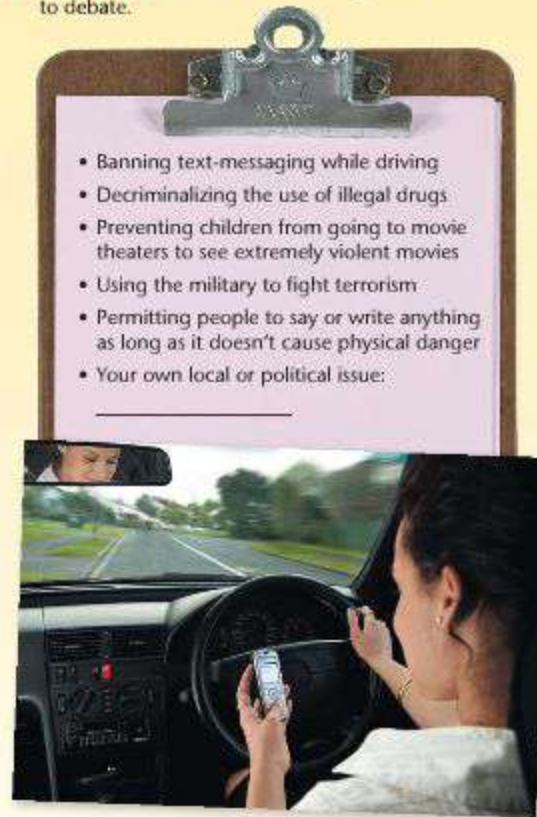 to debate.
• Banning text-messaging while driving
• Decriminalizing the use of illegal drugs
• Preventing children from going to movie
theaters to see extremely violent movies
• Using the military to fight terrorism
• Permitting people to say or write anything
as long as it doesn't cause physical danger
• Your own local or political issue: